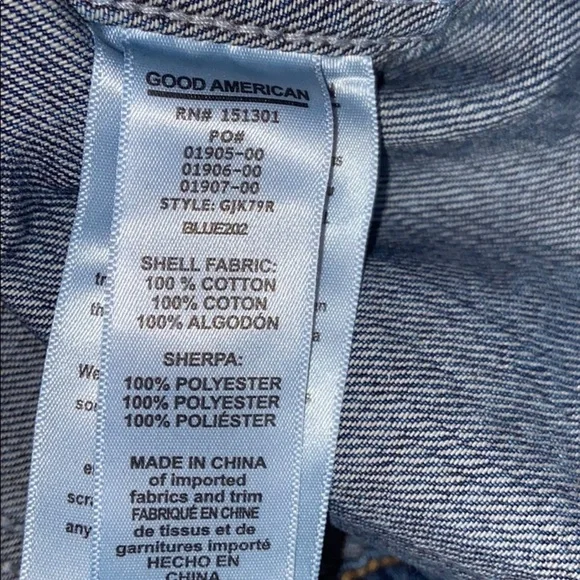 GOOD AMERICAN
RN# 151301
PO#
01905-00
01906-00
01907-00
STYLE: GJK79R
BLUE202
SHELL FABRIC:
100 % COTTON
100% COTON
100% ALGODÓN
SHERPA:
100% POLYESTER
100% POLYESTER
100% POLIÉSTER
MADE IN CHINA
of imported
fabrics and trim
FABRIQUÉ EN CHINE
de tissus et de
garnitures importé
HECHO EN
CHINA
We
any